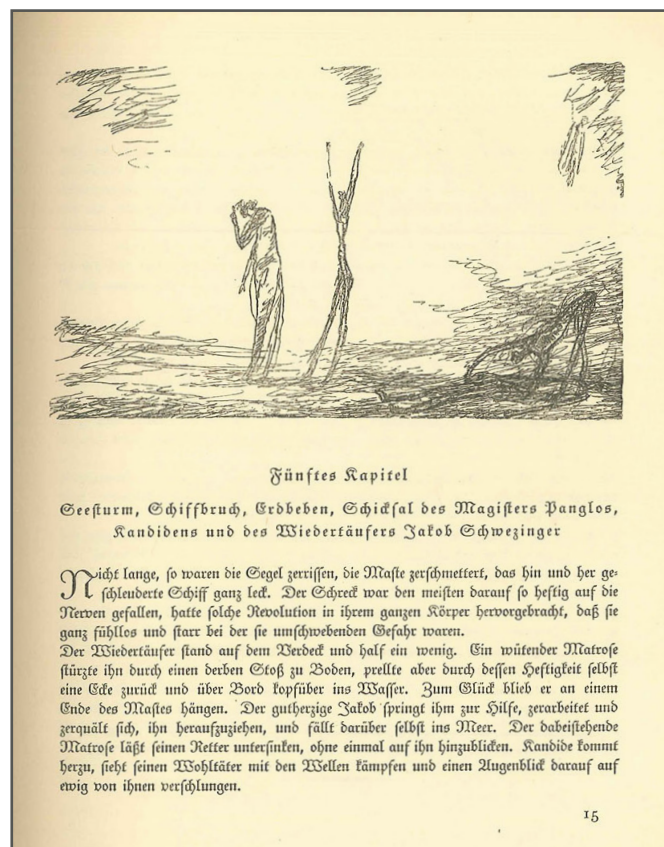 Fünftes Kapitel
Seesturm, Schiffbruch, Erdbeben, Schicksal des Magisters Panglos,
Kandidens und des Wiedertäufers Jakob Schwezinger
Nicht lange, so waren die Segel zerrissen, die Maste zerschmettert, das hin und her ge-
schleuderte Schiff ganz leck. Der Schreck war den meisten darauf so heftig auf die
Nerven gefallen, hatte solche Revolution in ihrem ganzen Körper hervorgebracht, daß sie
ganz fühllos und starr bei der sie umschwebenden Gefahr waren.
Der Wiedertäufer stand auf dem Verdeck und half ein wenig. Ein wütender Matrose
stürzte ihn durch einen derben Stoß zu Boden, prellte aber durch dessen Heftigkeit selbst
eine Ecke zurück und über Bord kopfüber ins Wasser. Zum Glück blieb er an einem
Ende des Mastes hängen. Der gutherzige Jakob springt ihm zur Hilfe, zerarbeitet und
zerquält sich, ihn heraufzuziehen, und fällt darüber selbst ins Meer. Der dabeistehende
Matrose läßt seinen Retter untersinken, ohne einmal auf ihn hinzublicken. Kandide kommt
herzu, sieht seinen Wohltäter mit den Wellen kämpfen und einen Augenblick darauf auf
ewig von ihnen verschlungen.
15